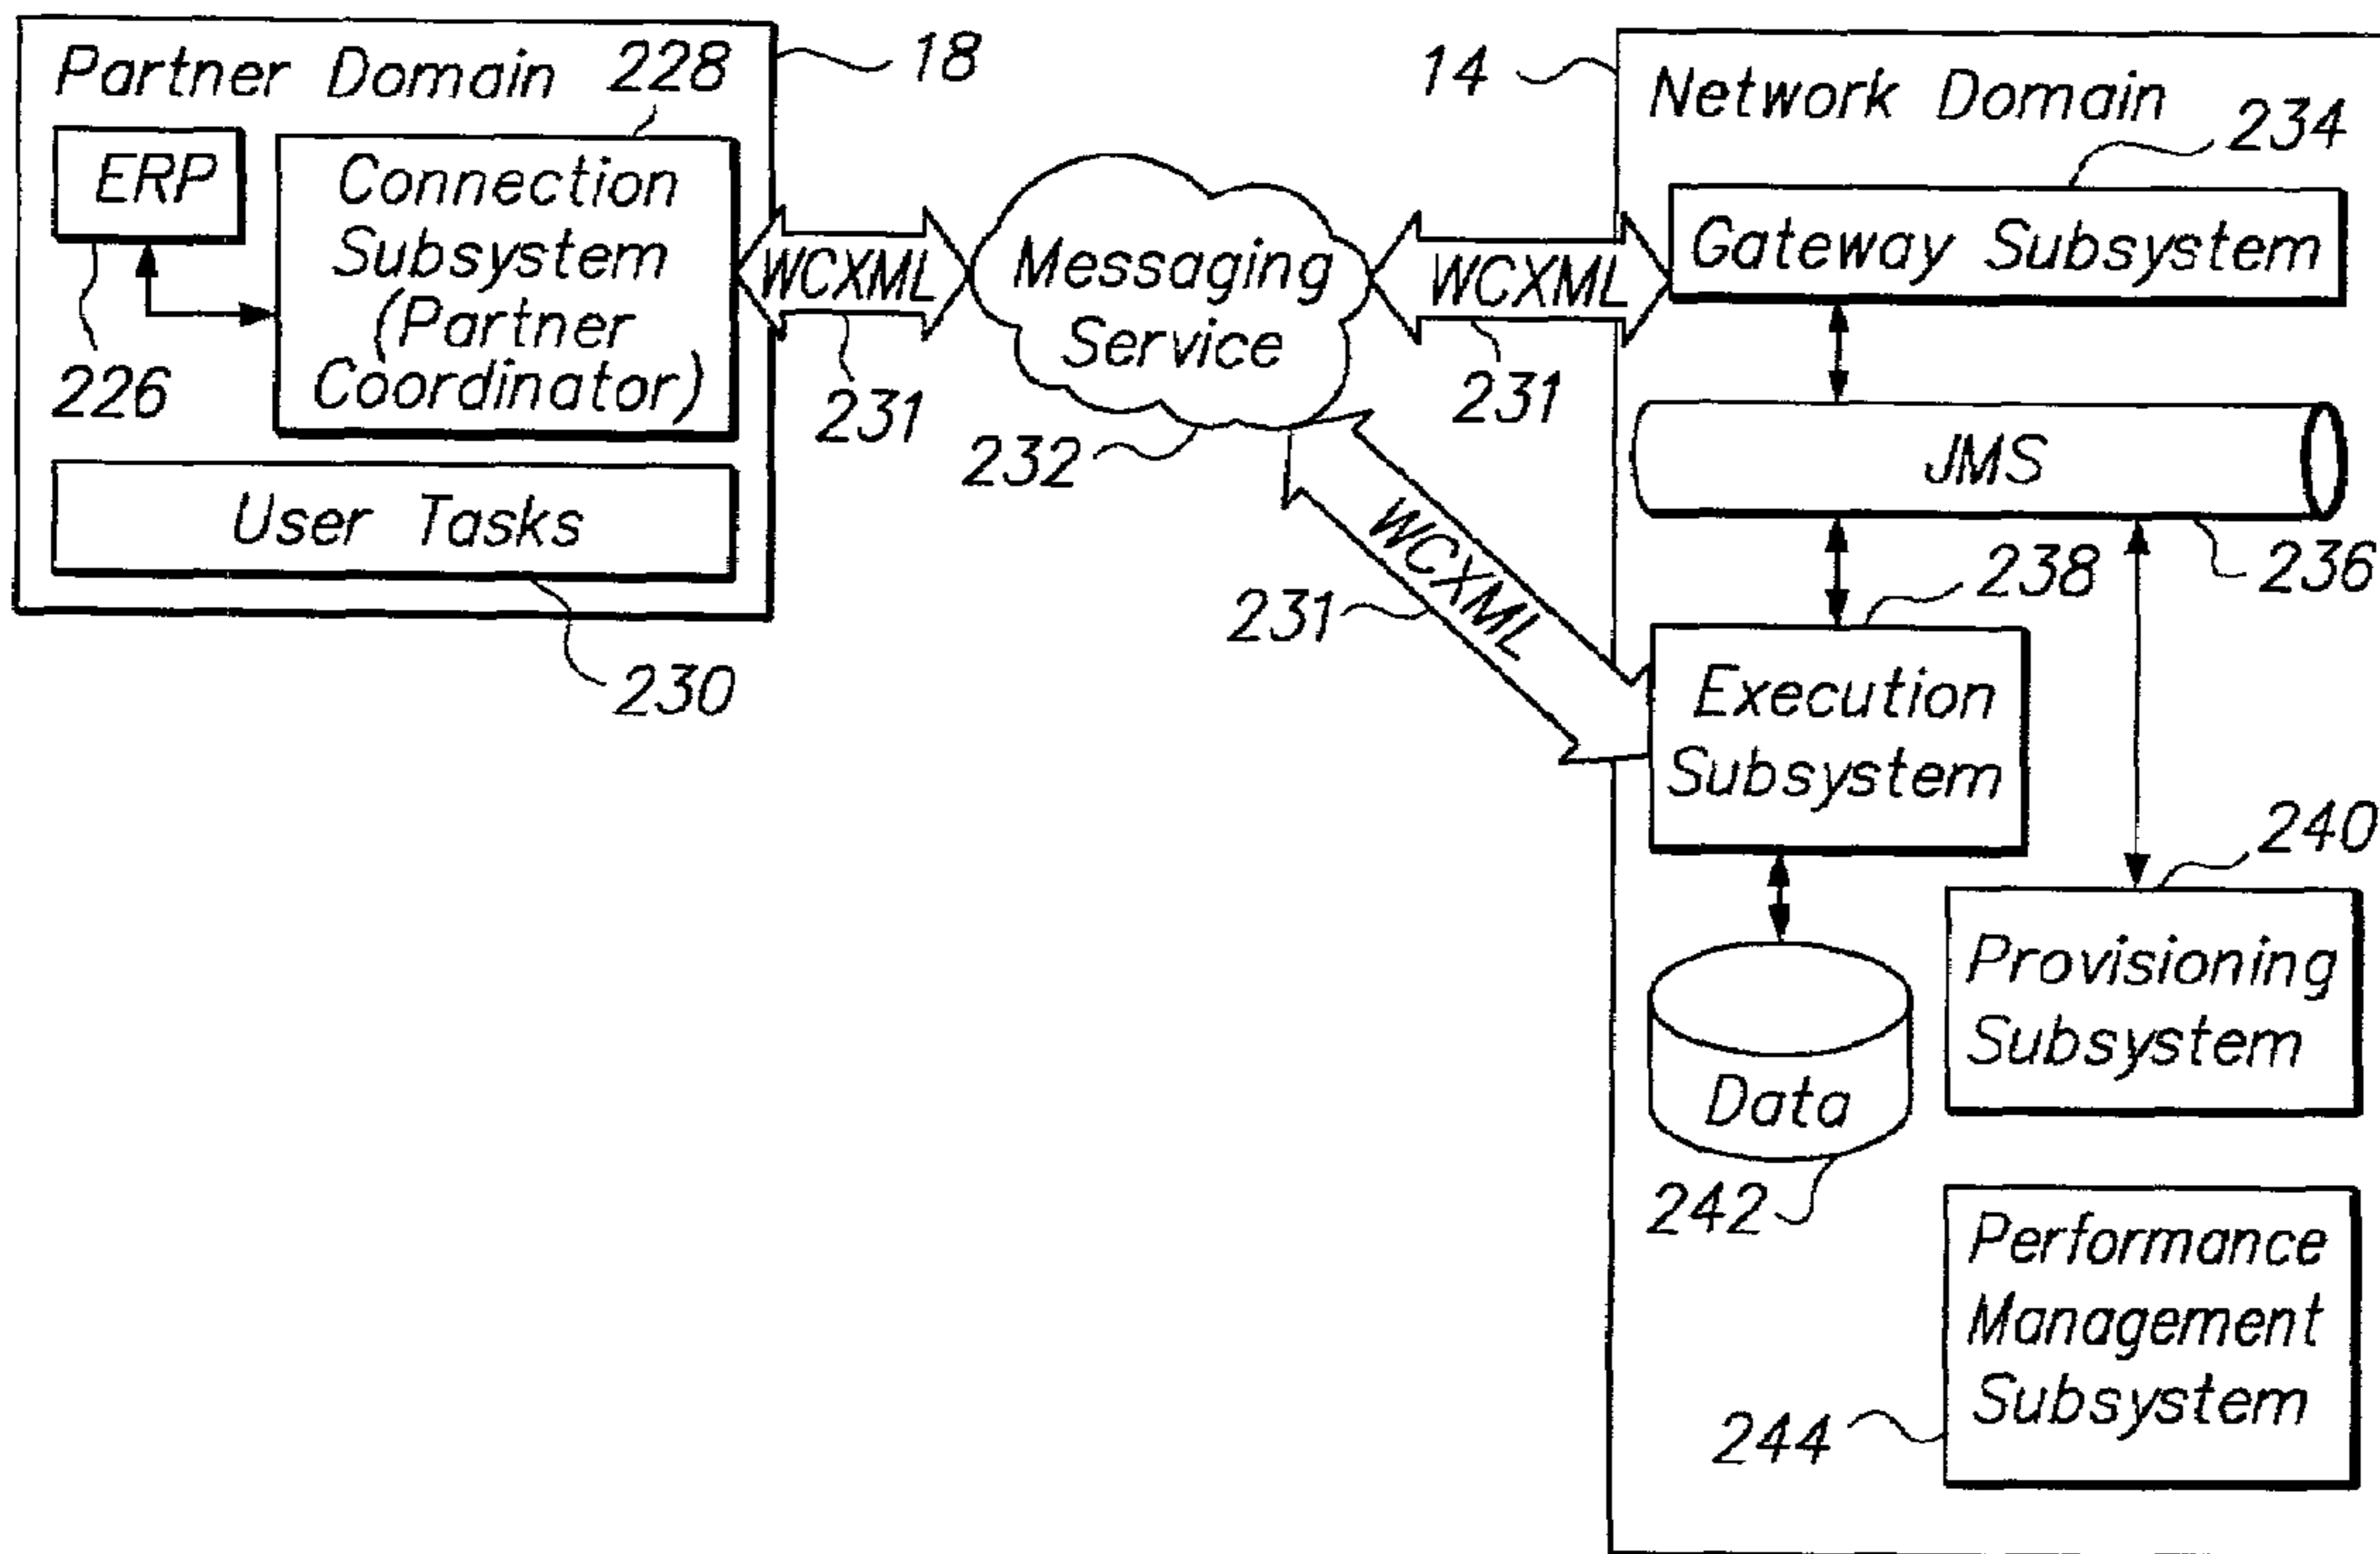 Partner Domain
228
18
ERP
Connection
Subsystem
(Partner
Coordinator)
226
User Tasks
230
WCXML
231
Messaging
Service
232
WCXML
231
WCXML
231
14
Network Domain
234
Gateway Subsystem
JMS
236
238
Execution
Subsystem
240
Provisioning
Subsystem
Data
242
Performance
Management
Subsystem
244